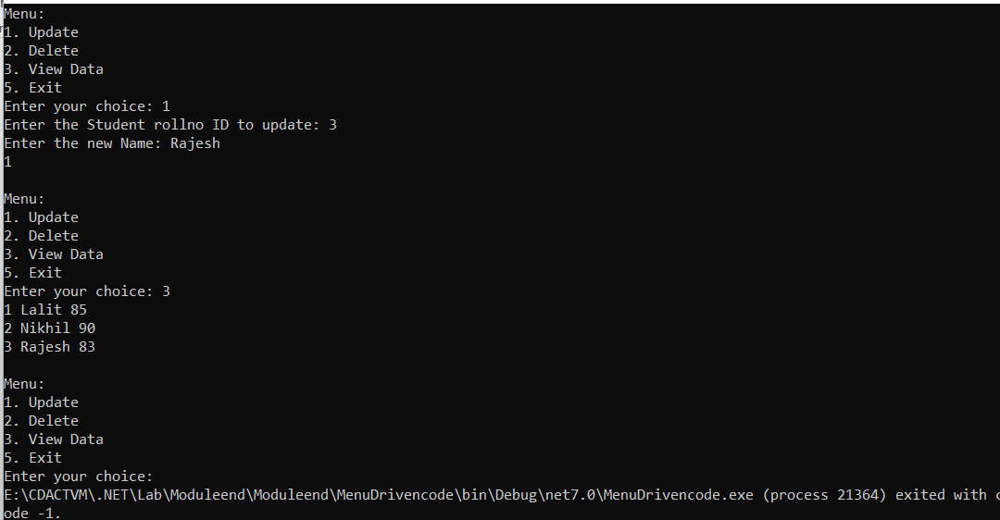 Menu:
1. Update
2. Delete
3. View Data
5. Exit
Enter your choice: 1
Enter the Student rollno ID to update: 3
Enter the new Name: Rajesh
1
Menu:
1. Update
2. Delete
3. View Data
5. Exit
Enter your choice: 3
1 Lalit 85
2 Nikhil 90
3 Rajesh 83
Menu:
1. Update
2. Delete
3. View Data
5. Exit
Enter your choice:
E:\CDACTVM\.NET\Lab\Moduleend\Moduleend\MenuDrivencode\bin\Debug\net7.0\MenuDrivencode.exe (process 21364) exited with c
ode -1.